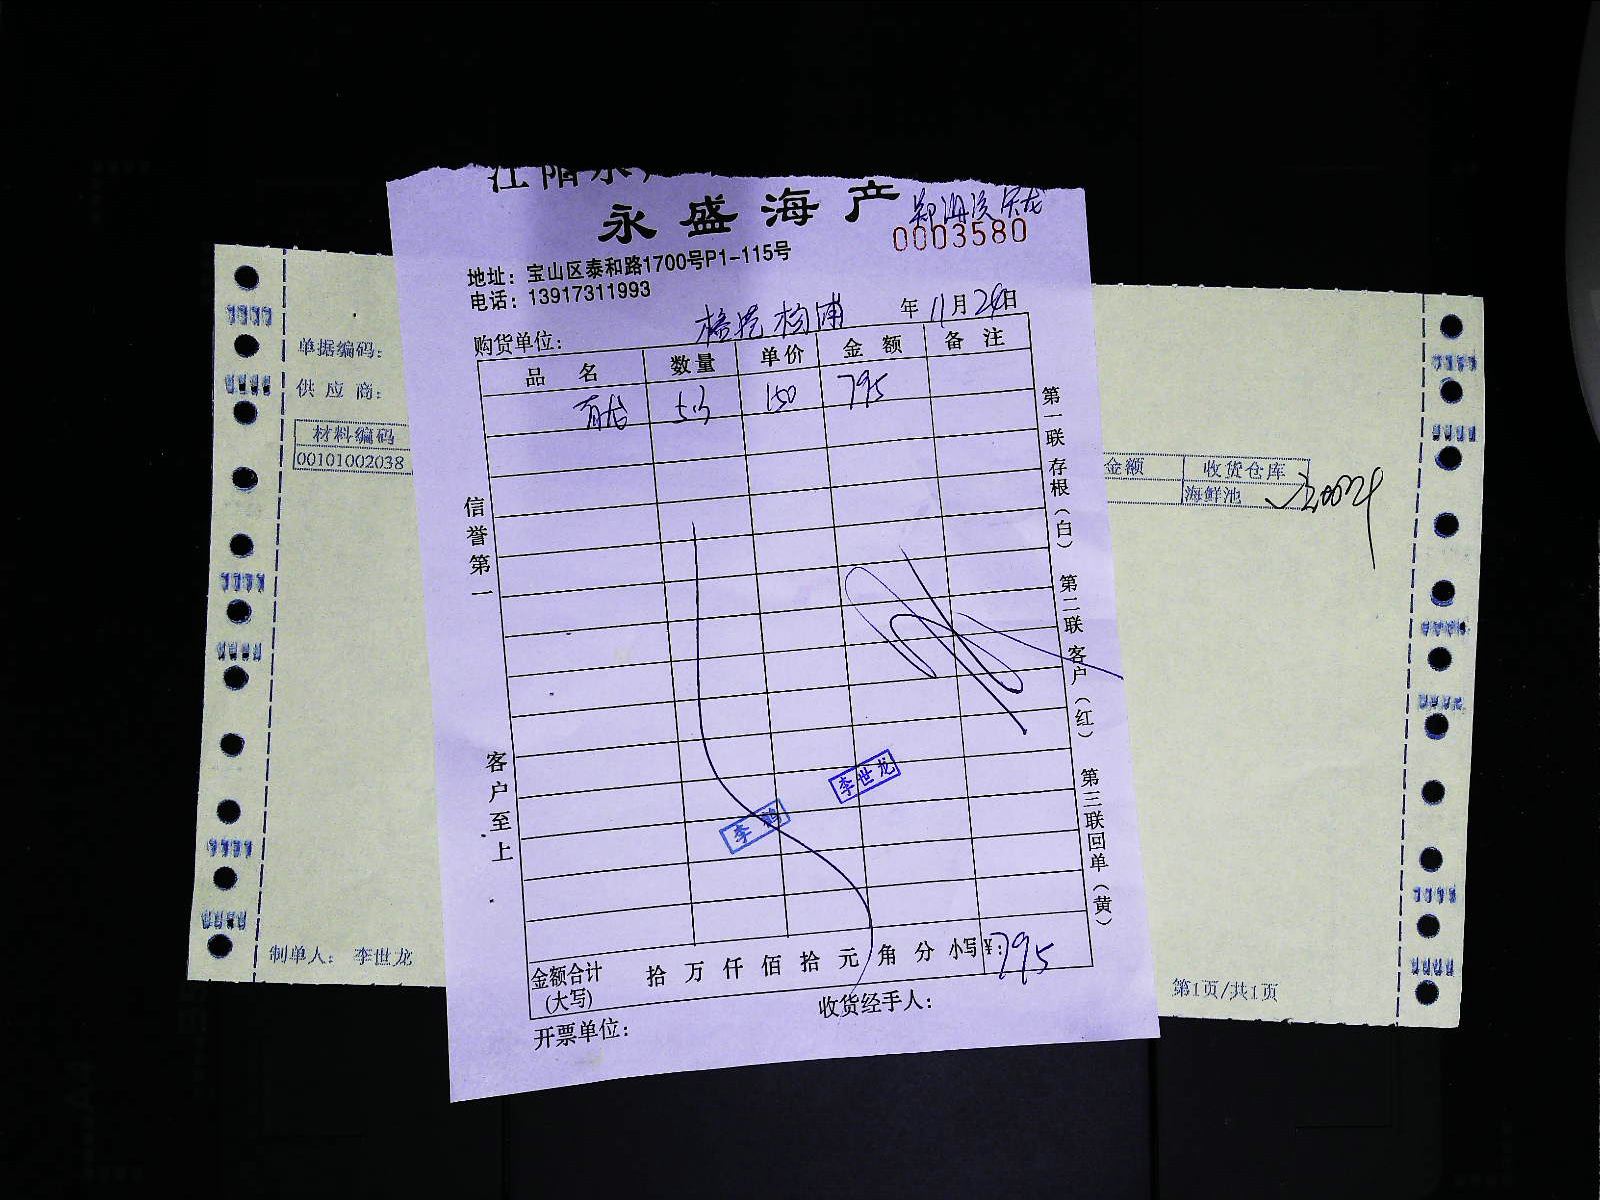 永盛海产
0003580
地址：宝山区泰和路1700号P1-115号
电话：13917311993
购货单位：
年 11月 26日
品名 数量 单价 金额 备注
5.3 150 795
信誉第一
客户至上
第一联存根（白） 第二联客户（红） 第三联回单（黄）
李世龙
金额合计（大写） 拾 万 仟 佰 拾 元 角 分 小写¥：795
收货经手人：
开票单位：
单据编码：
供应商：
材料编码
00101002038
金额 收货仓库
海鲜池
制单人： 李世龙
第1页/共1页